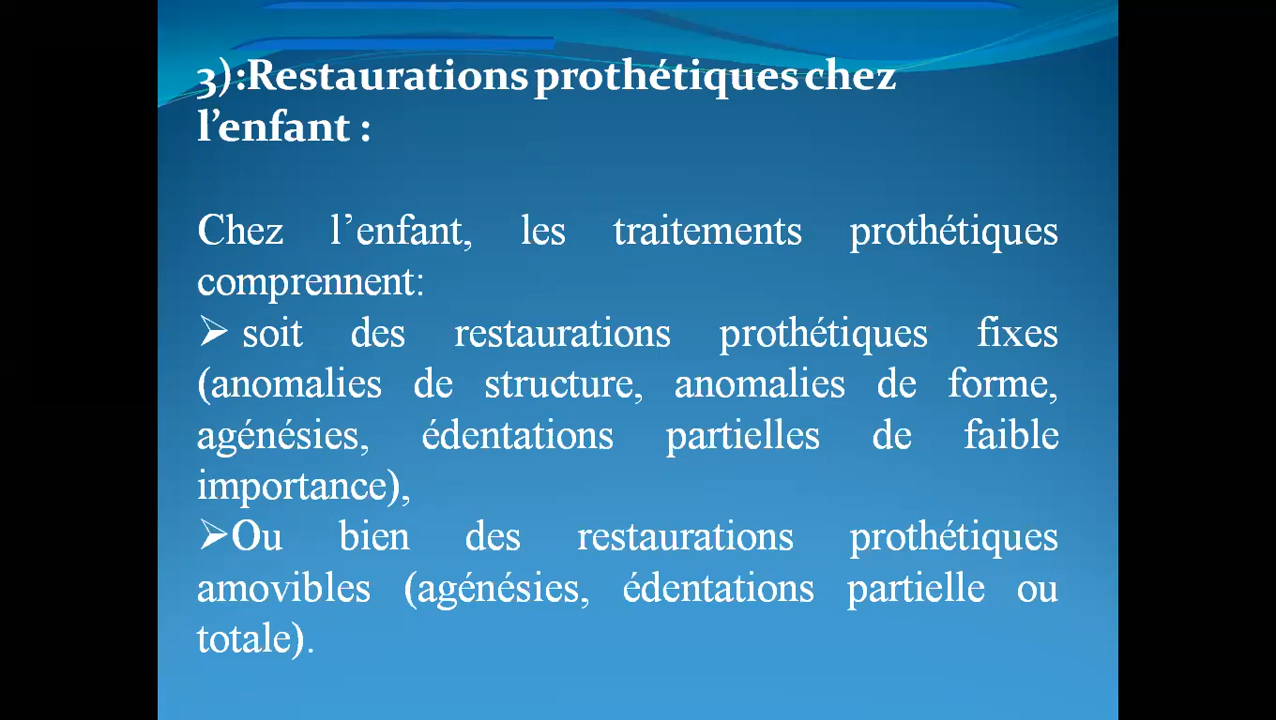 3):Restaurations prothétiques chez
l’enfant :
Chez l’enfant, les traitements prothétiques
comprennent:
➢ soit des restaurations prothétiques fixes
(anomalies de structure, anomalies de forme,
agénésies, édentations partielles de faible
importance),
➢Ou bien des restaurations prothétiques
amovibles (agénésies, édentations partielle ou
totale).